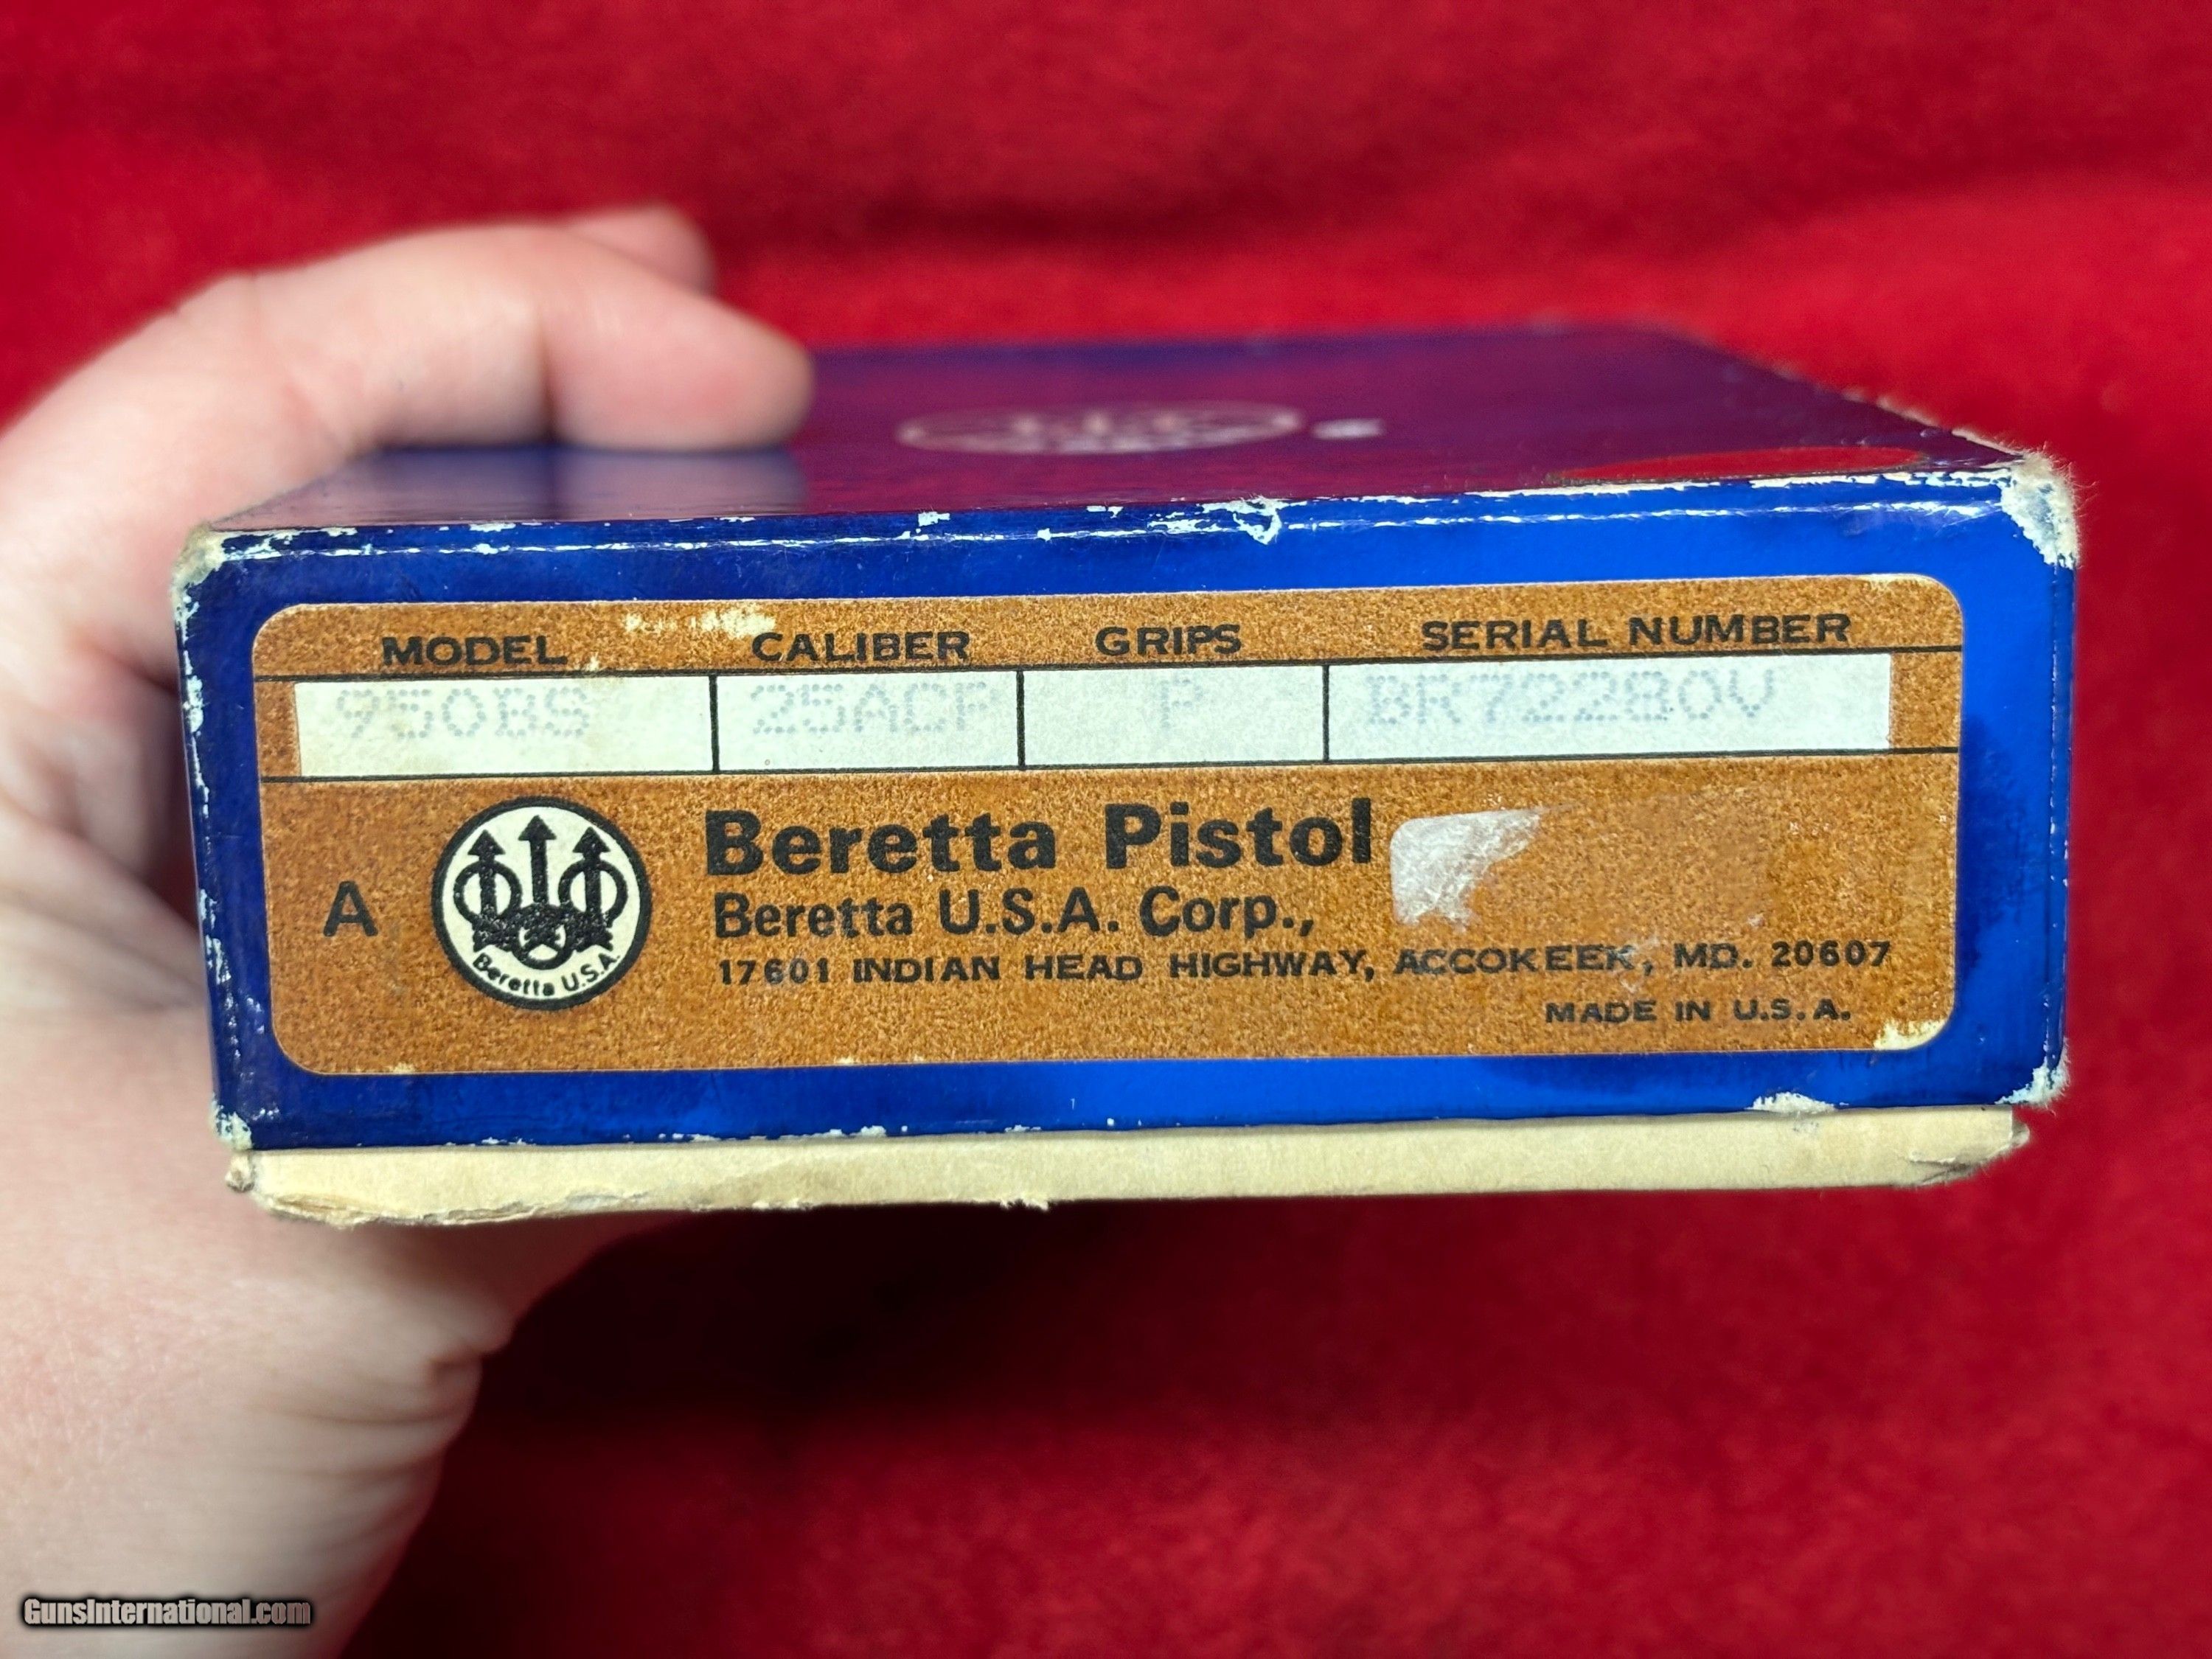 MODEL CALIBER GRIPS SERIAL NUMBER
950BS 25ACP P BR72280V
A
Beretta U.S.A.
Beretta Pistol
Beretta U.S.A. Corp.,
17601 INDIAN HEAD HIGHWAY, ACCOKEEK, MD. 20607
MADE IN U.S.A.
GunsInternational.com